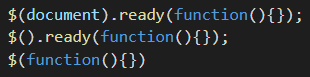 $(document).ready(function(){});
$().ready(function(){});
$(function(){})